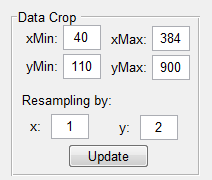 Data Crop
xMin: 40 xMax: 384
yMin: 110 yMax: 900
Resampling by:
x: 1 y: 2
Update